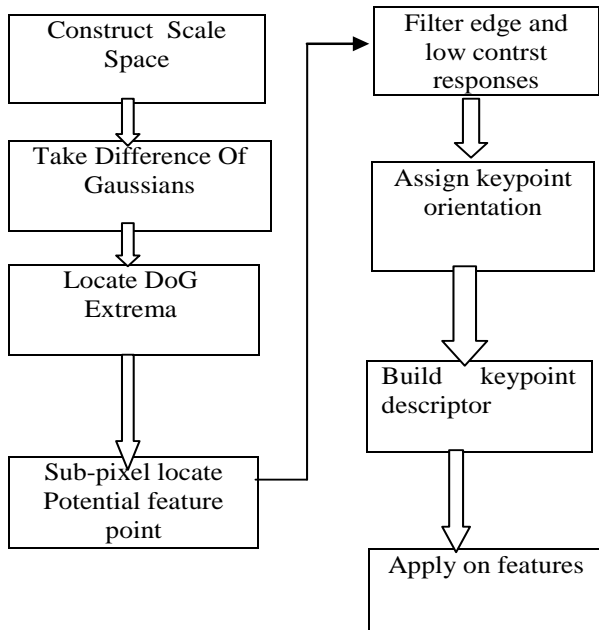 Construct Scale
Space
Take Difference Of
Gaussians
Locate DoG
Extrema
Sub-pixel locate
Potential feature
point
Filter edge and
low contrst
responses
Assign keypoint
orientation
Build keypoint
descriptor
Apply on features